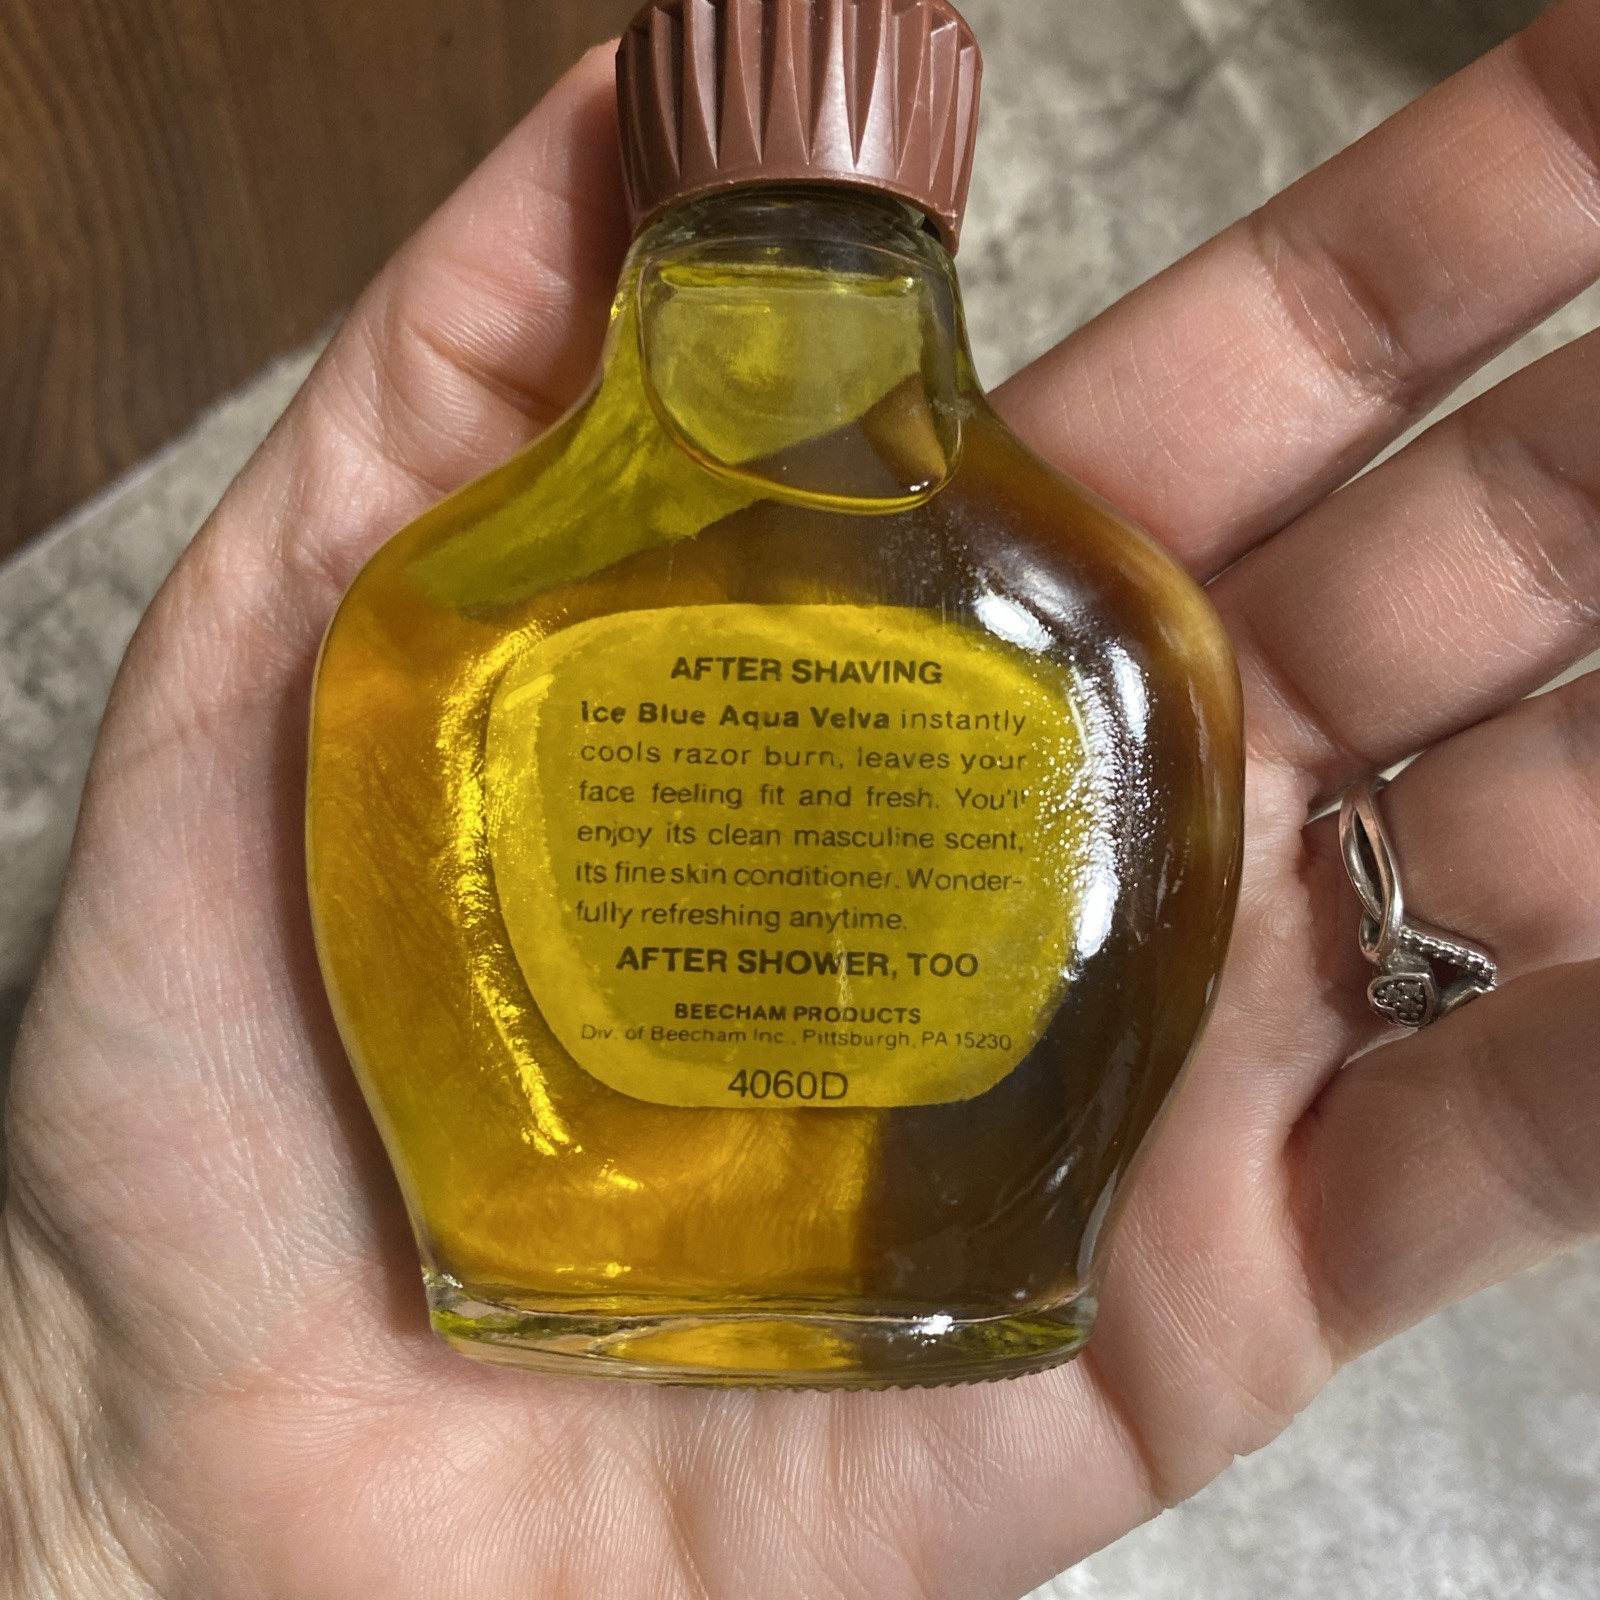 AFTER SHAVING
Ice Blue Aqua Velva instantly
cools razor burn, leaves your
face feeling fit and fresh. You'll
enjoy its clean masculine scent,
its fine skin conditioner. Wonder-
fully refreshing anytime.
AFTER SHOWER, TOO
BEECHAM PRODUCTS
Div. of Beecham Inc., Pittsburgh, PA 15230
4060D